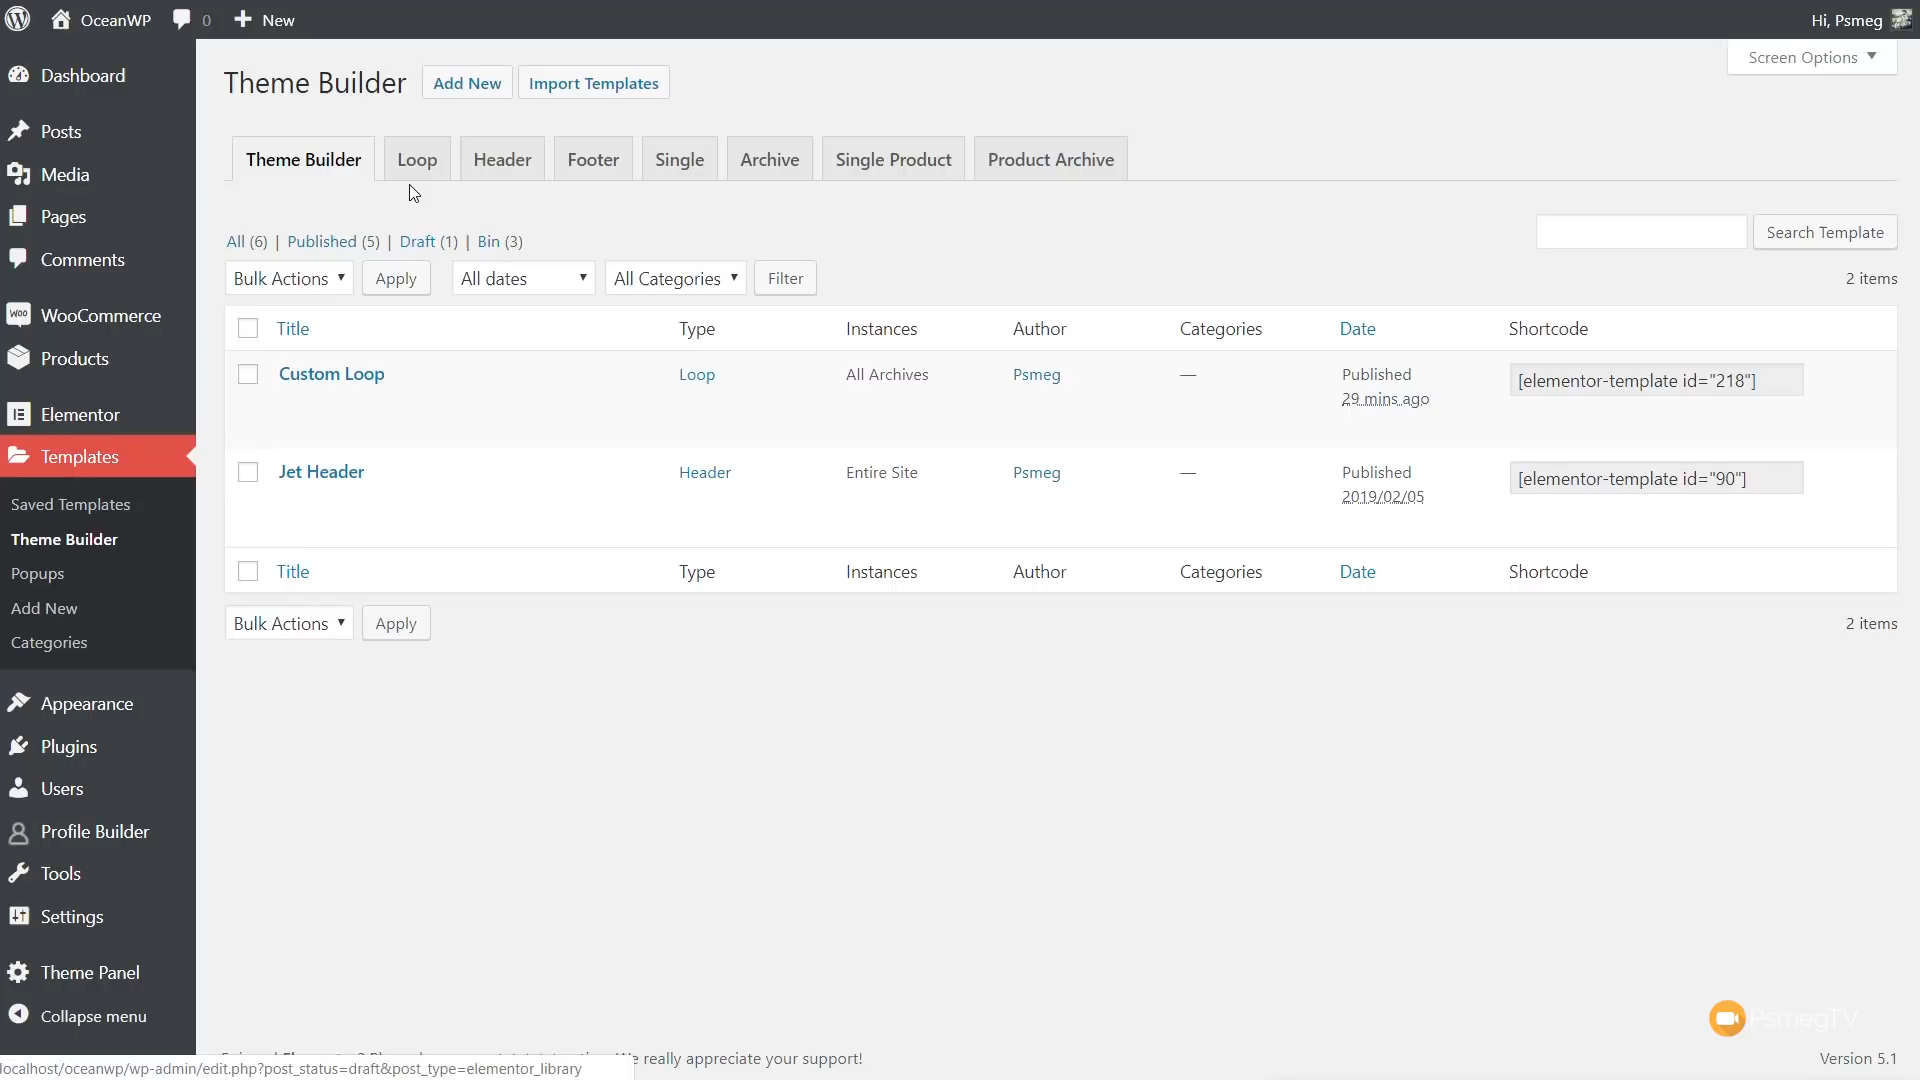 OceanWP 0 New Hi, Psmeg
Screen Options
Dashboard
Posts
Media
Pages
Comments
WooCommerce
Products
Elementor
Templates
Saved Templates
Theme Builder
Popups
Add New
Categories
Appearance
Plugins
Users
Profile Builder
Tools
Settings
Theme Panel
Collapse menu
Theme Builder Add New Import Templates
Theme Builder Loop Header Footer Single Archive Single Product Product Archive
All (6) | Published (5) | Draft (1) | Bin (3)
Search Template
Bulk Actions Apply All dates All Categories Filter 2 items
Title Type Instances Author Categories Date Shortcode
Custom Loop Loop All Archives Psmeg — Published [elementor-template id="218"]
29 mins ago
Jet Header Header Entire Site Psmeg — Published [elementor-template id="90"]
2019/02/05
Title Type Instances Author Categories Date Shortcode
Bulk Actions Apply 2 items
PsmegTV
really appreciate your support! Version 5.1
localhost/oceanwp/wp-admin/edit.php?post_status=draft&post_type=elementor_library